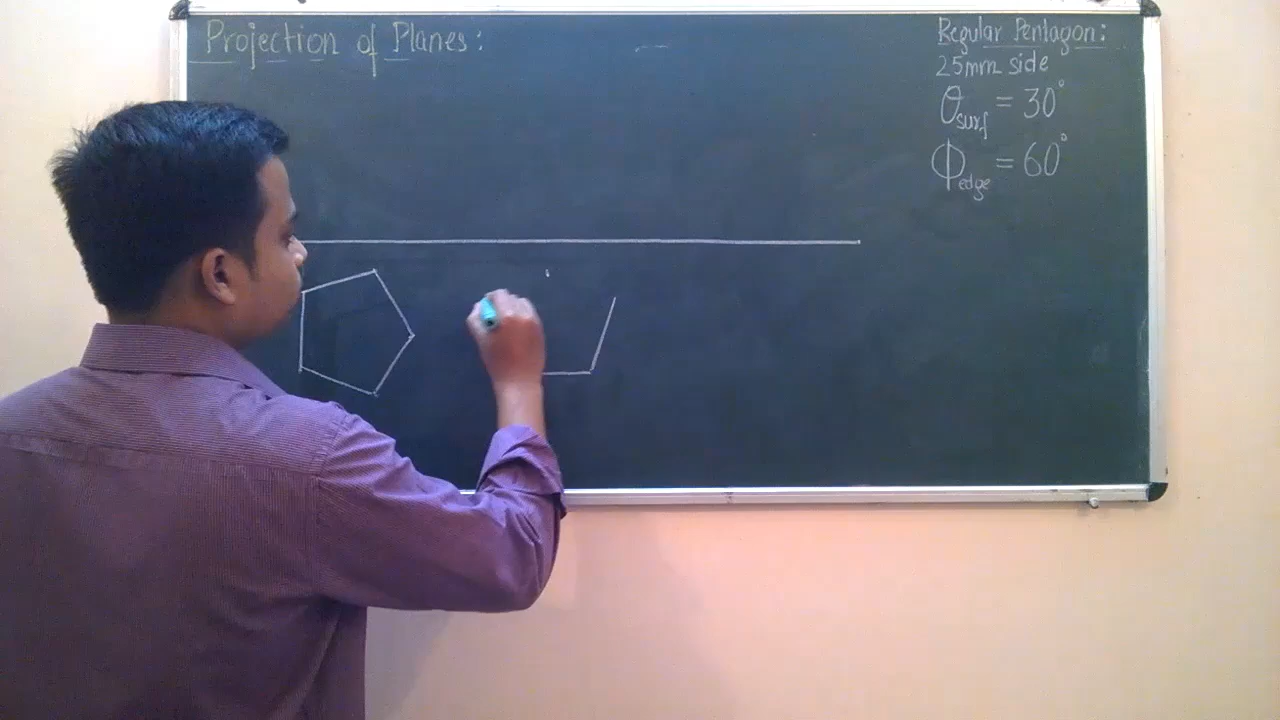 Projection of Planes:
Regular Pentagon:
25mm side
θsurf = 30°
Φedge = 60°